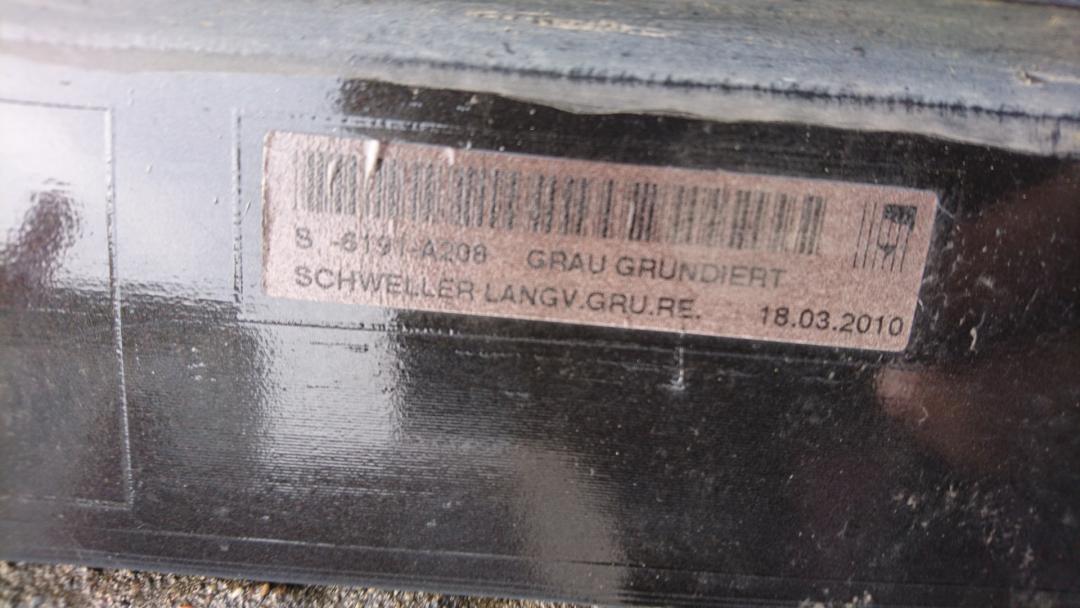 S -6191-A208 GRAU GRUNDIERT
SCHWELLER LANGV.GRU.RE. 18.03.2010